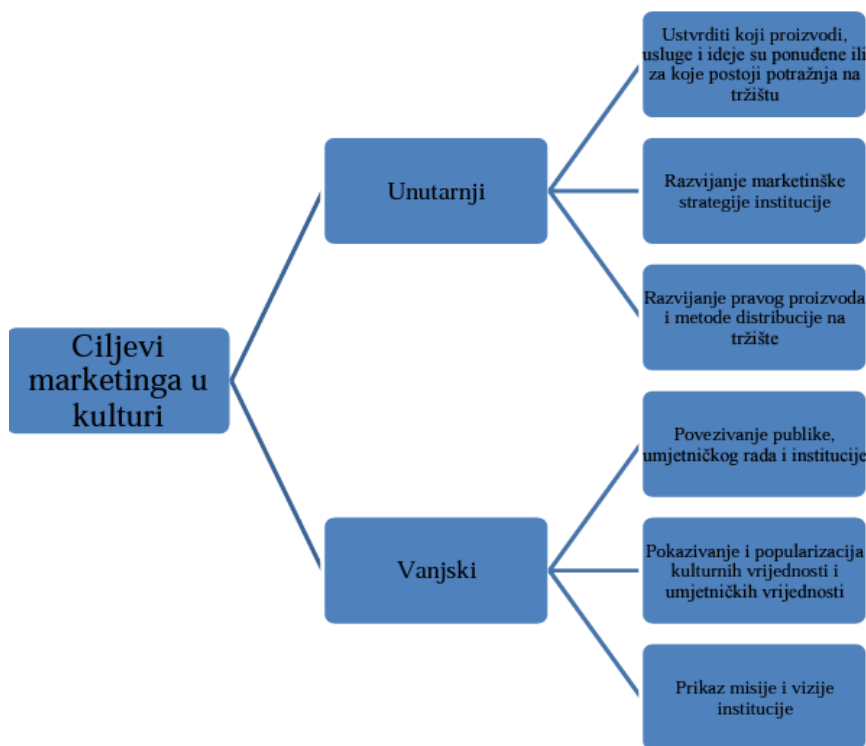 Ciljevi
marketinga u
kulturi
Unutarnji
Ustvrditi koji proizvodi,
usluge i ideje su ponuđene ili
za koje postoji potražnja na
tržištu
Razvijanje marketinške
strategije institucije
Razvijanje pravog proizvoda
i metode distribucije na
tržište
Vanjski
Povezivanje publike,
umjetničkog rada i institucije
Pokazivanje i popularizacija
kulturnih vrijednosti i
umjetničkih vrijednosti
Prikaz misije i vizije
institucije